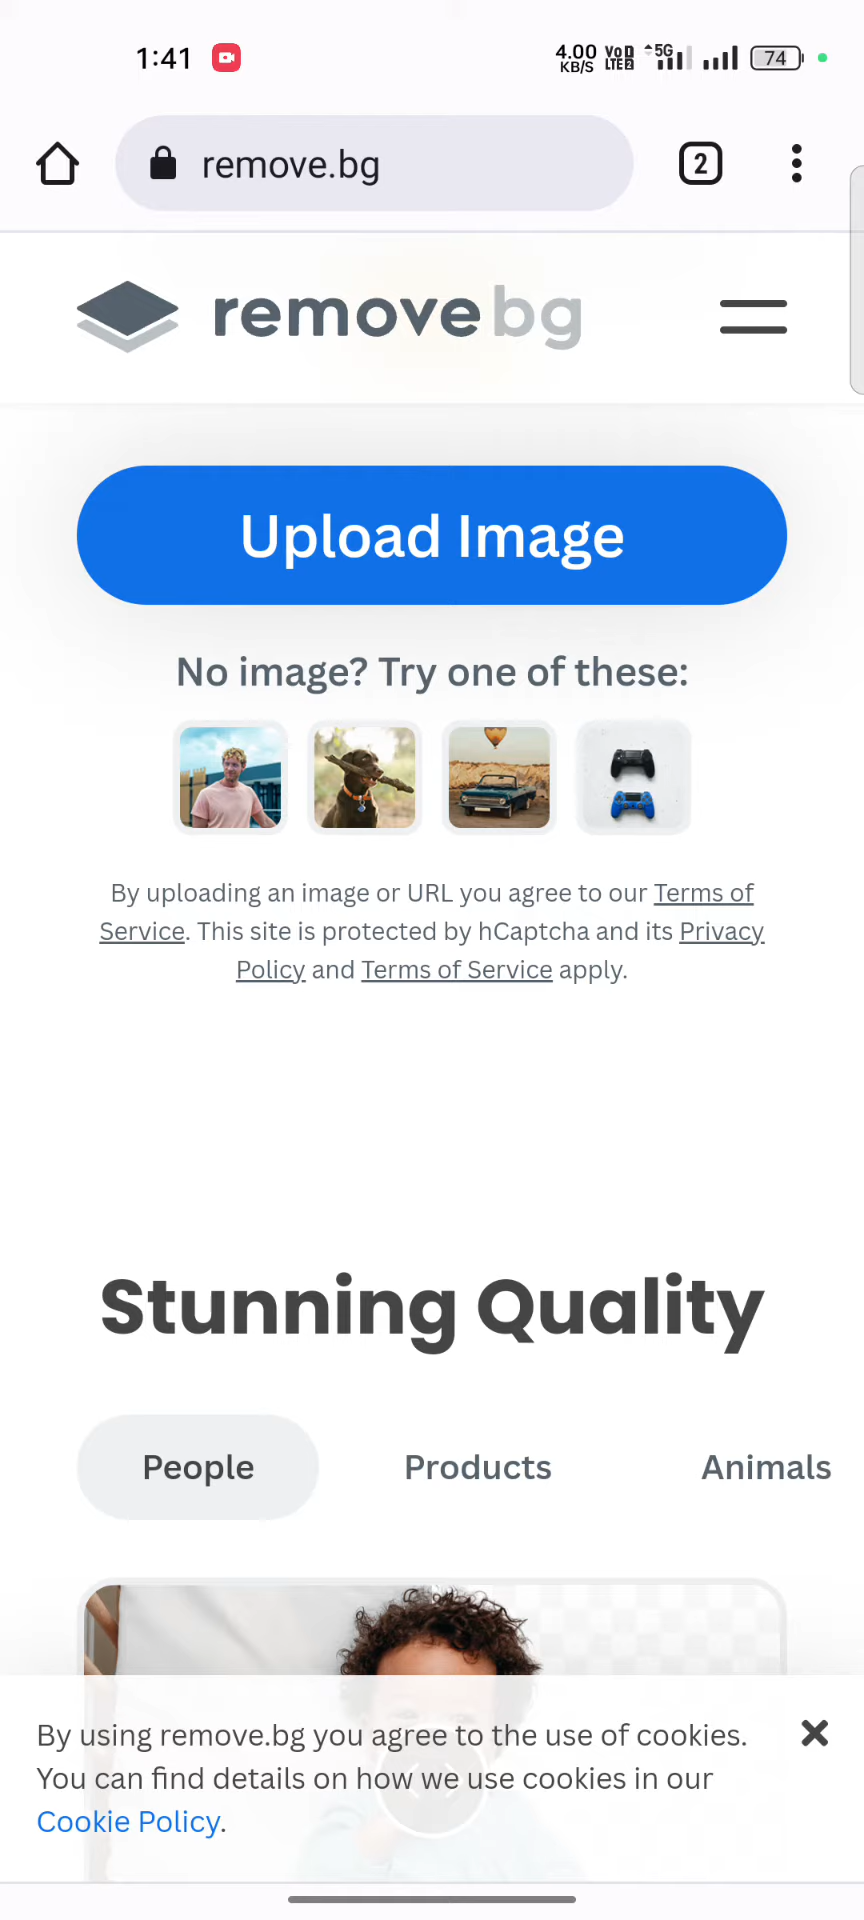 1:41
4.00 KB/S VoD LTE2 5G 74
remove.bg
2
removebg
Upload Image
No image? Try one of these:
By uploading an image or URL you agree to our Terms of
Service. This site is protected by hCaptcha and its Privacy
Policy and Terms of Service apply.
Stunning Quality
People Products Animals
By using remove.bg you agree to the use of cookies.
You can find details on how we use cookies in our
Cookie Policy.